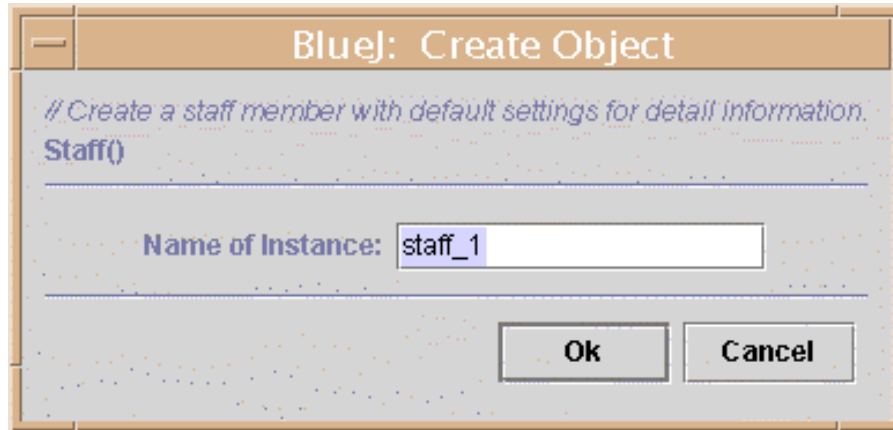 BlueJ: Create Object
// Create a staff member with default settings for detail information.
Staff()
Name of Instance: staff_1
Ok Cancel